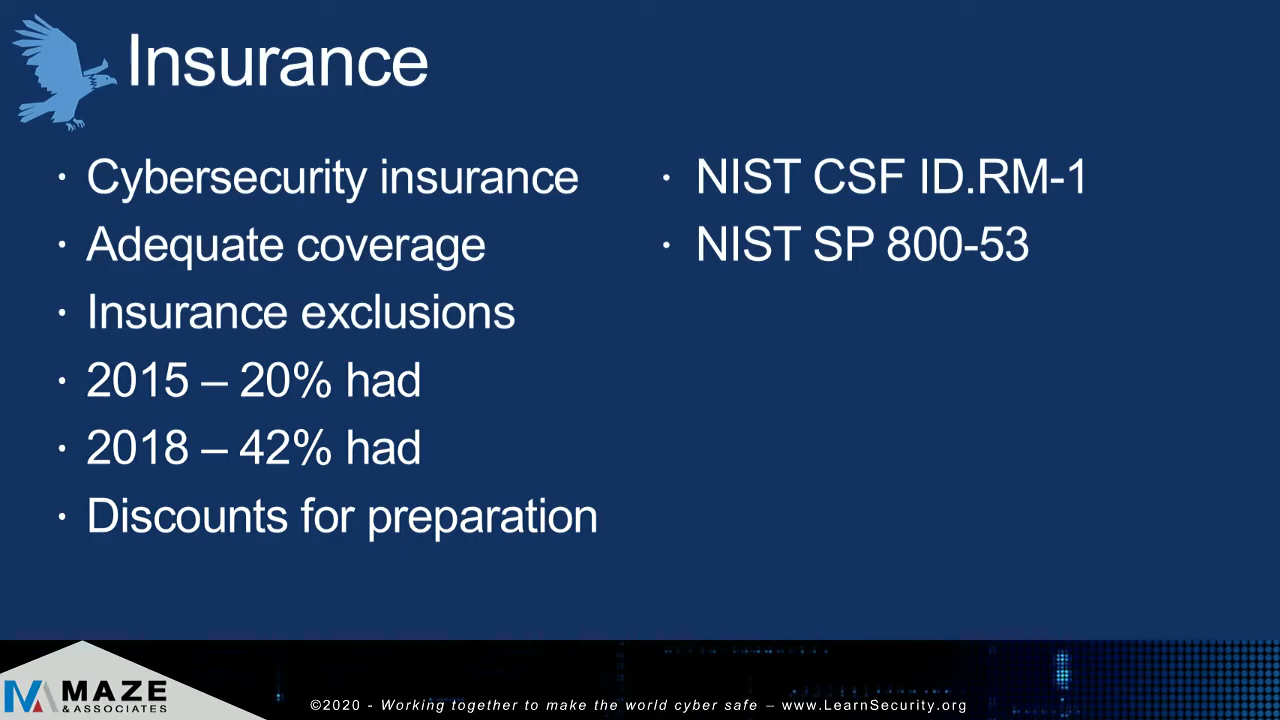 Insurance
· Cybersecurity insurance
· Adequate coverage
· Insurance exclusions
· 2015 – 20% had
· 2018 – 42% had
· Discounts for preparation
· NIST CSF ID.RM-1
· NIST SP 800-53
MAZE
& ASSOCIATES
©2020 - Working together to make the world cyber safe – www.LearnSecurity.org